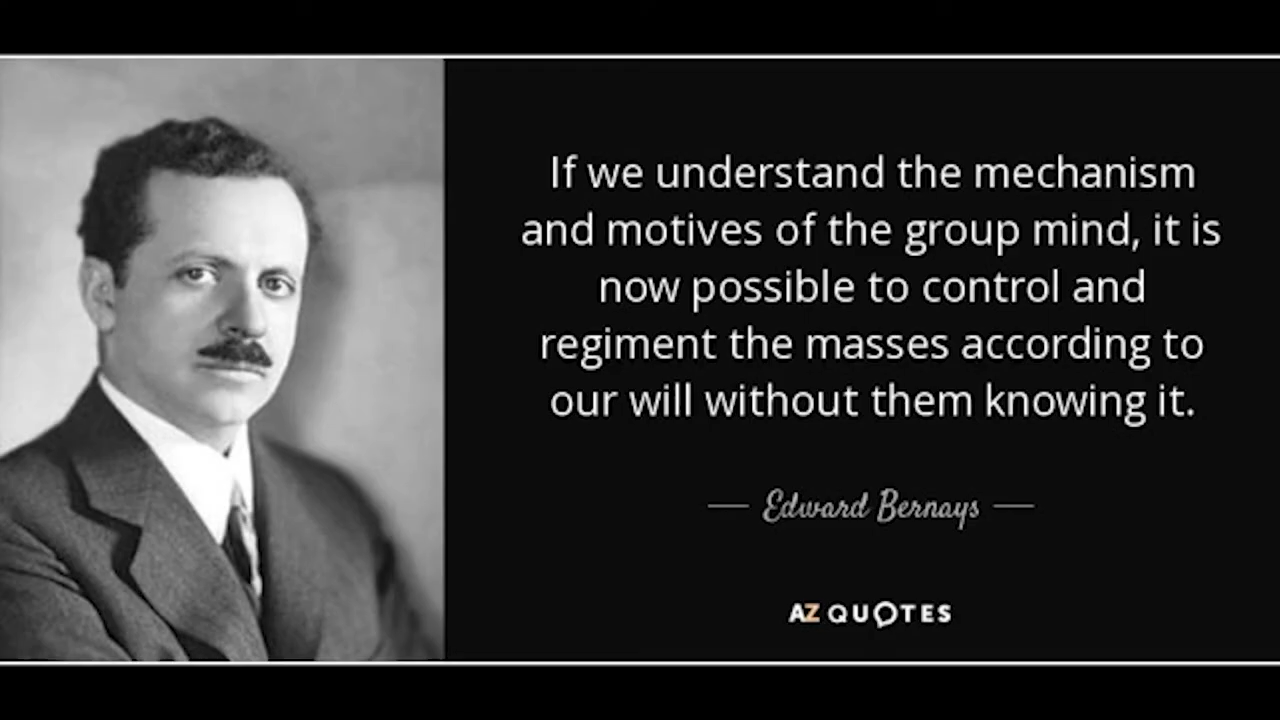 If we understand the mechanism
and motives of the group mind, it is
now possible to control and
regiment the masses according to
our will without them knowing it.
Edward Bernays
AZ QUOTES